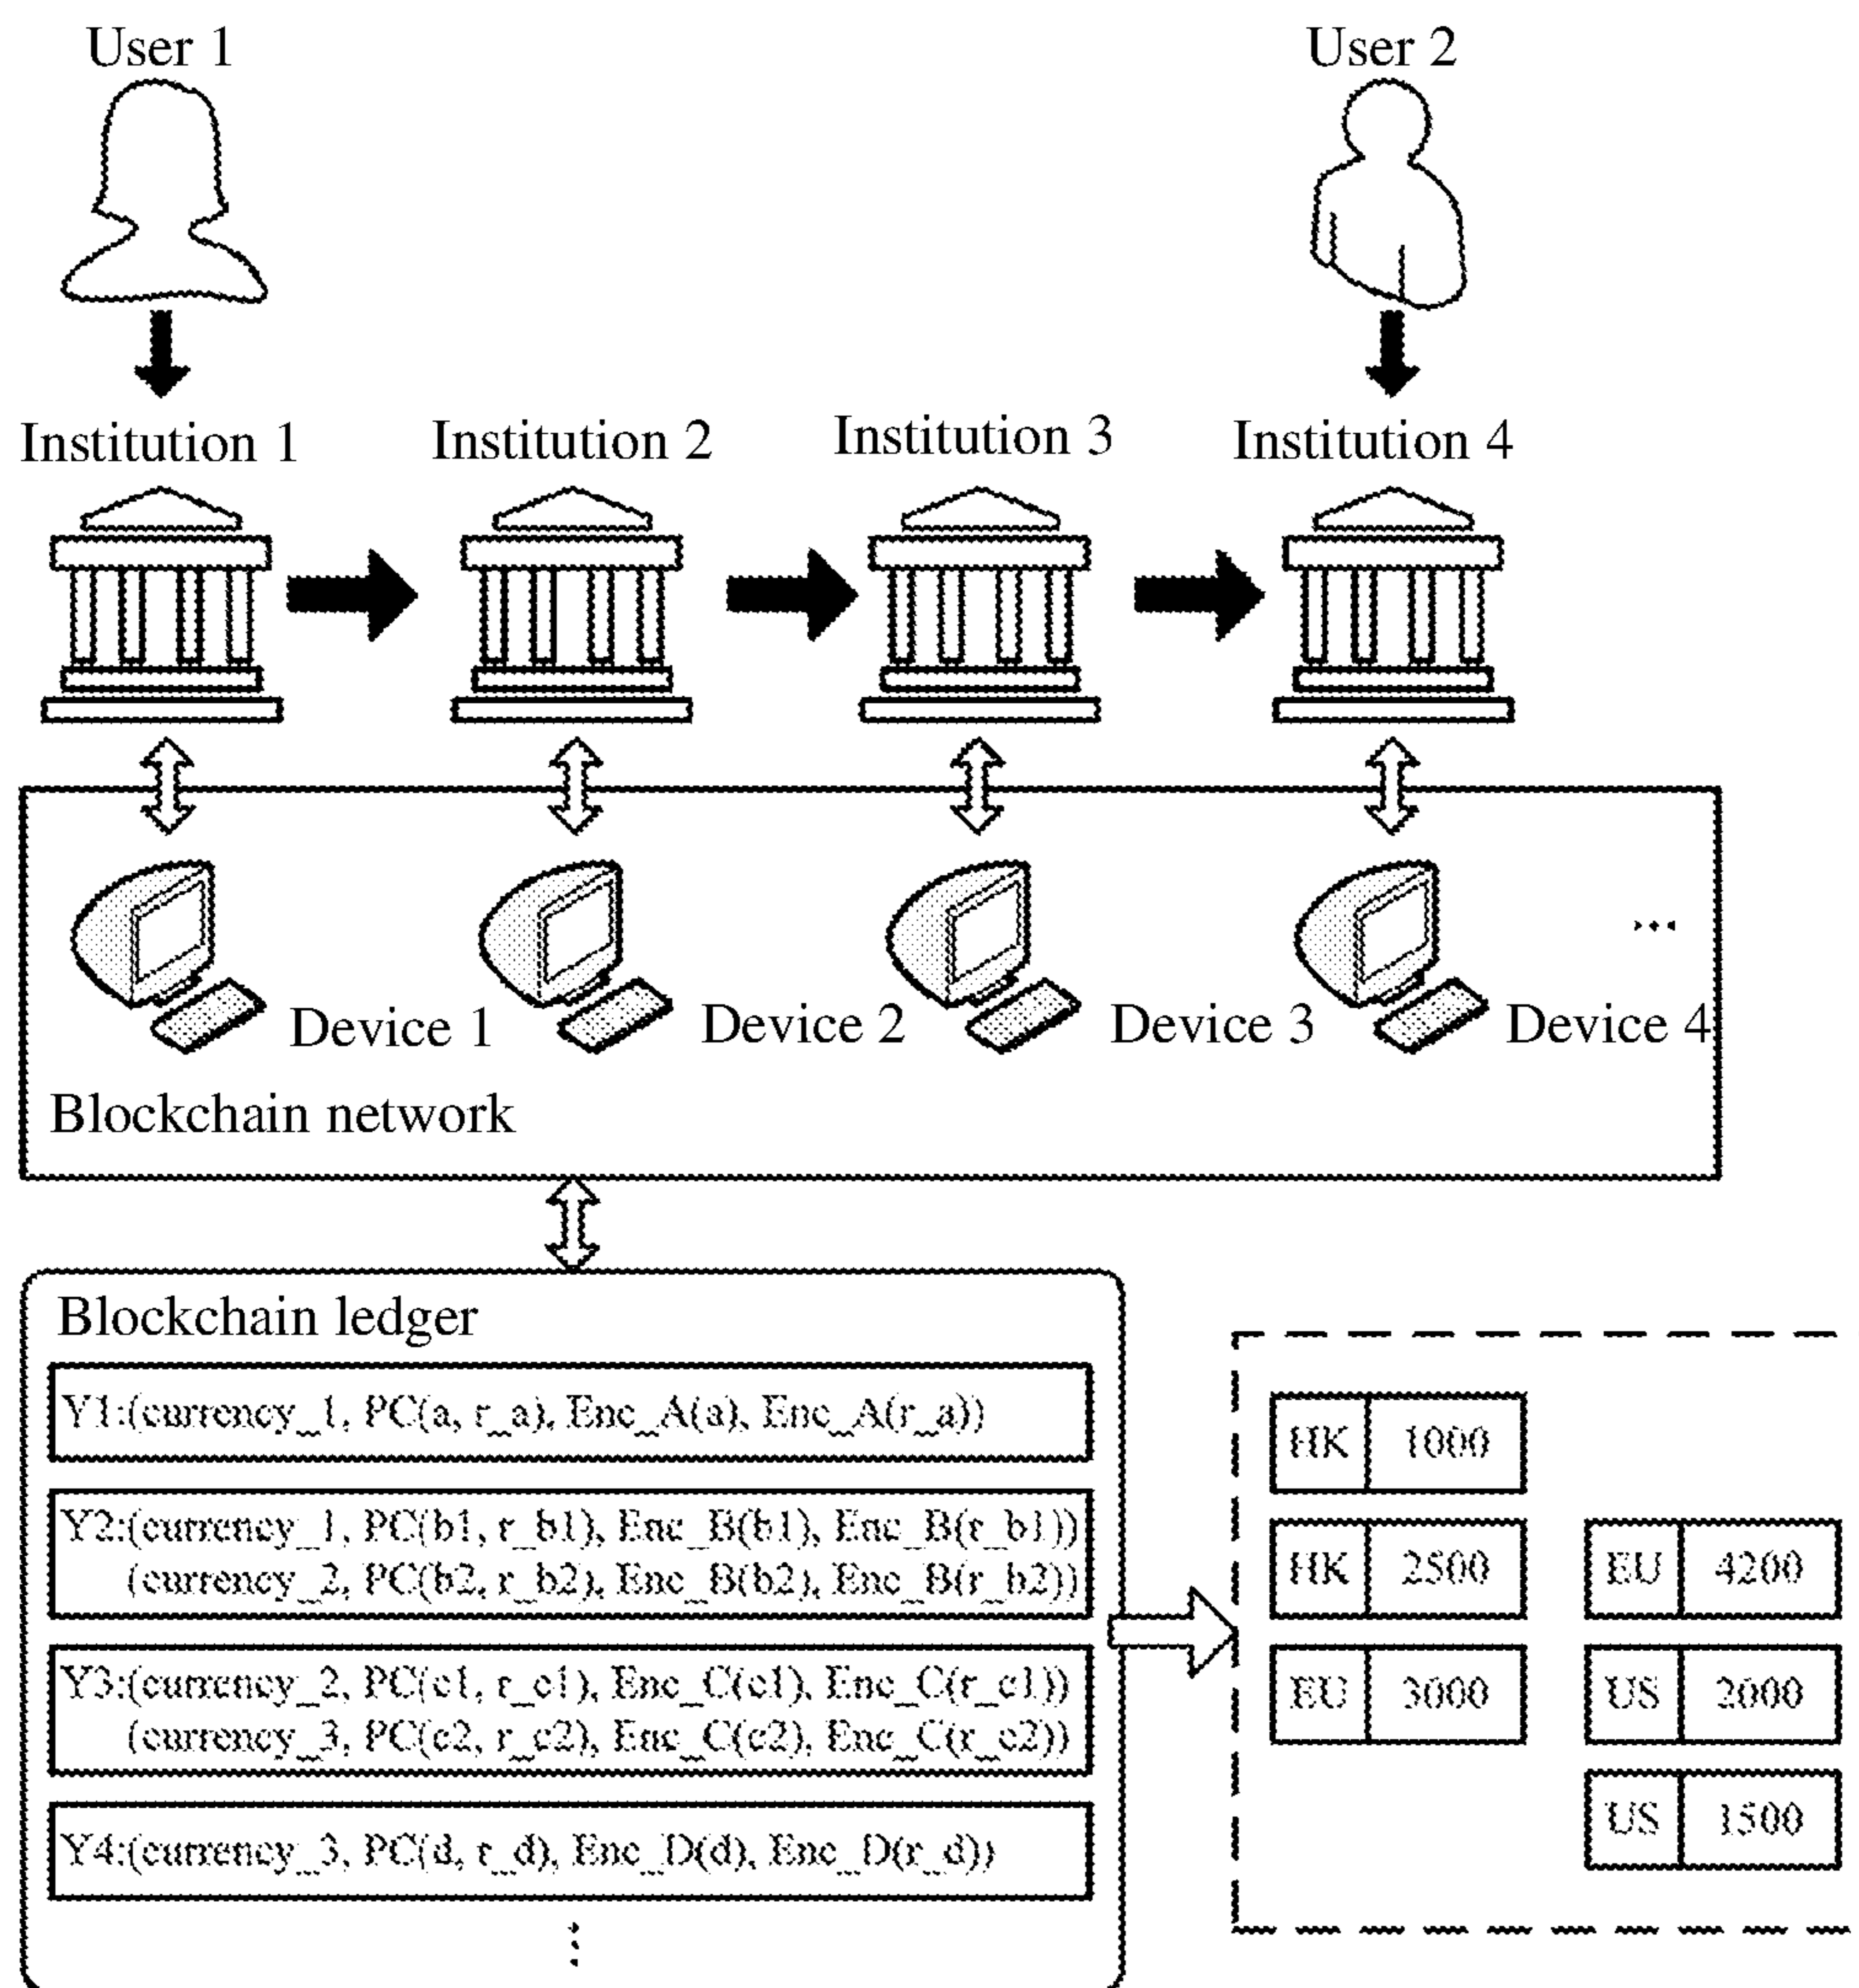 User 1
User 2
Institution 1
Institution 2
Institution 3
Institution 4
Device 1
Device 2
Device 3
Device 4
...
Blockchain network
Blockchain ledger
Y1:(currency_1, PC(a, r_a), Enc_A(a), Enc_A(r_a))
Y2:(currency_1, PC(b1, r_b1), Enc_B(b1), Enc_B(r_b1))
(currency_2, PC(b2, r_b2), Enc_B(b2), Enc_B(r_b2))
Y3:(currency_2, PC(c1, r_c1), Enc_C(c1), Enc_C(r_c1))
(currency_3, PC(c2, r_c2), Enc_C(c2), Enc_C(r_c2))
Y4:(currency_3, PC(d, r_d), Enc_D(d), Enc_D(r_d))
HK 1000
HK 2500
EU 4200
EU 3000
US 2000
US 1500